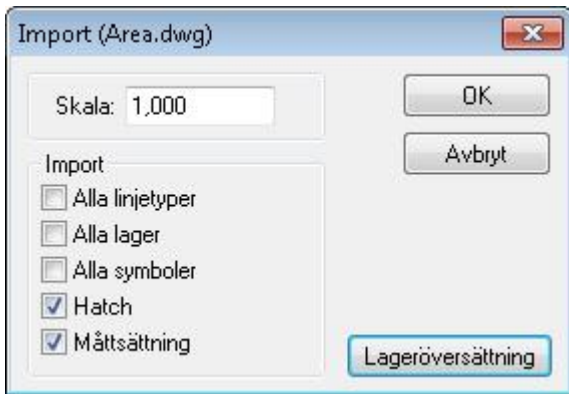 Import (Area.dwg)
Skala: 1,000
OK
Avbryt
Import
Alla linjetyper
Alla lager
Alla symboler
Hatch
Måttsättning
Lageröversättning